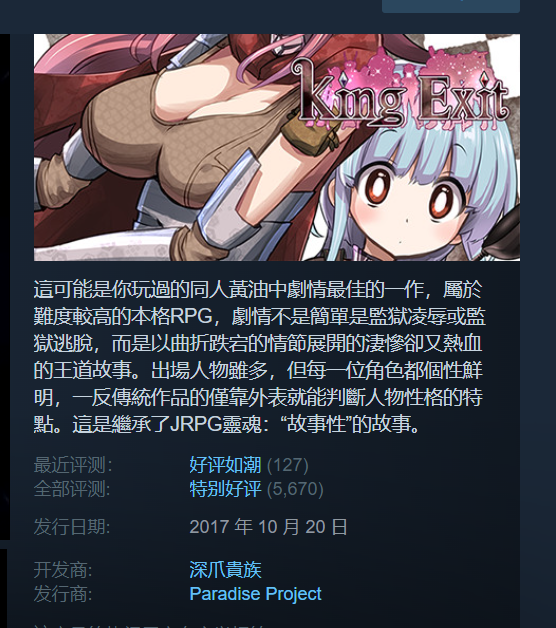 King Exit
這可能是你玩過的同人黃油中劇情最佳的一作，屬於
難度較高的本格RPG，劇情不是簡單是監獄凌辱或監
獄逃脫，而是以曲折跌宕的情節展開的淒慘卻又熱血
的王道故事。出場人物雖多，但每一位角色都個性鮮
明，一反傳統作品的僅靠外表就能判斷人物性格的特
點。這是繼承了JRPG靈魂：“故事性”的故事。
最近评测： 好评如潮 (127)
全部评测: 特别好评 (5,670)
发行日期: 2017 年 10 月 20 日
开发商: 深爪貴族
发行商: Paradise Project